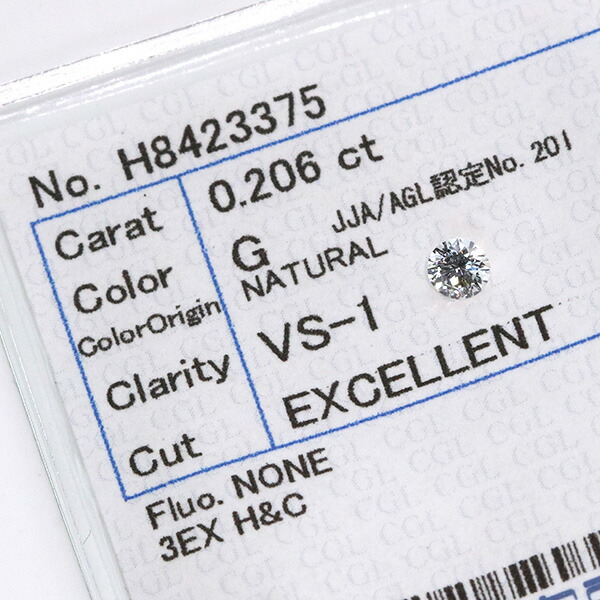 No. H8423375
Carat 0.206 ct
JJA/AGL認定No. 201
Color G
ColorOrigin NATURAL
Clarity VS-1
Cut EXCELLENT
Fluo. NONE
3EX H&C
CGL